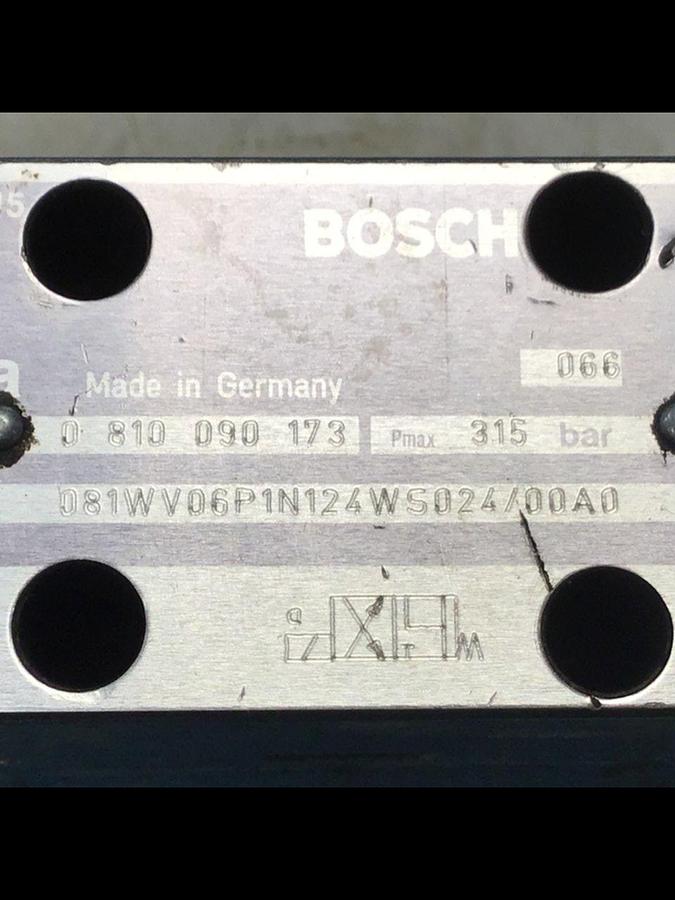 BOSCH
066
Made in Germany
0 810 090 173 Pmax 315 bar
081WV06P1N124WS024/00A0